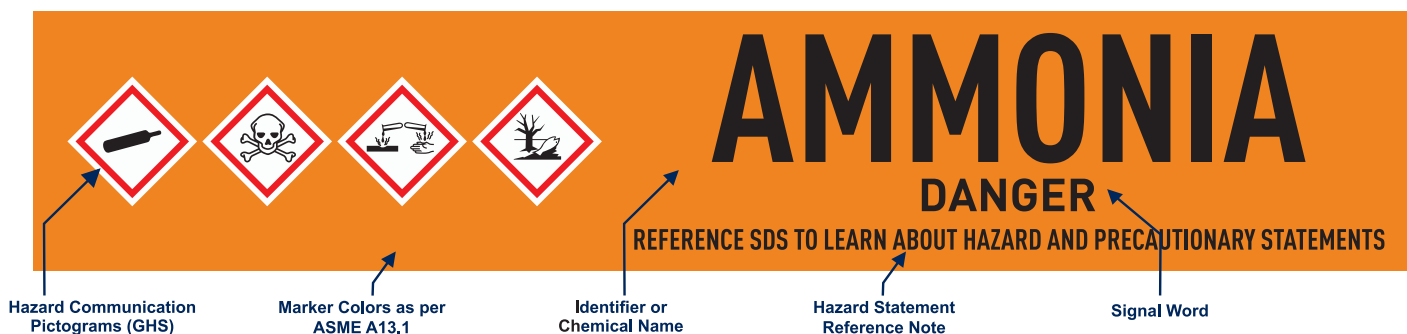 AMMONIA
DANGER
REFERENCE SDS TO LEARN ABOUT HAZARD AND PRECAUTIONARY STATEMENTS
Hazard Communication
Pictograms (GHS)
Marker Colors as per
ASME A13.1
Identifier or
Chemical Name
Hazard Statement
Reference Note
Signal Word